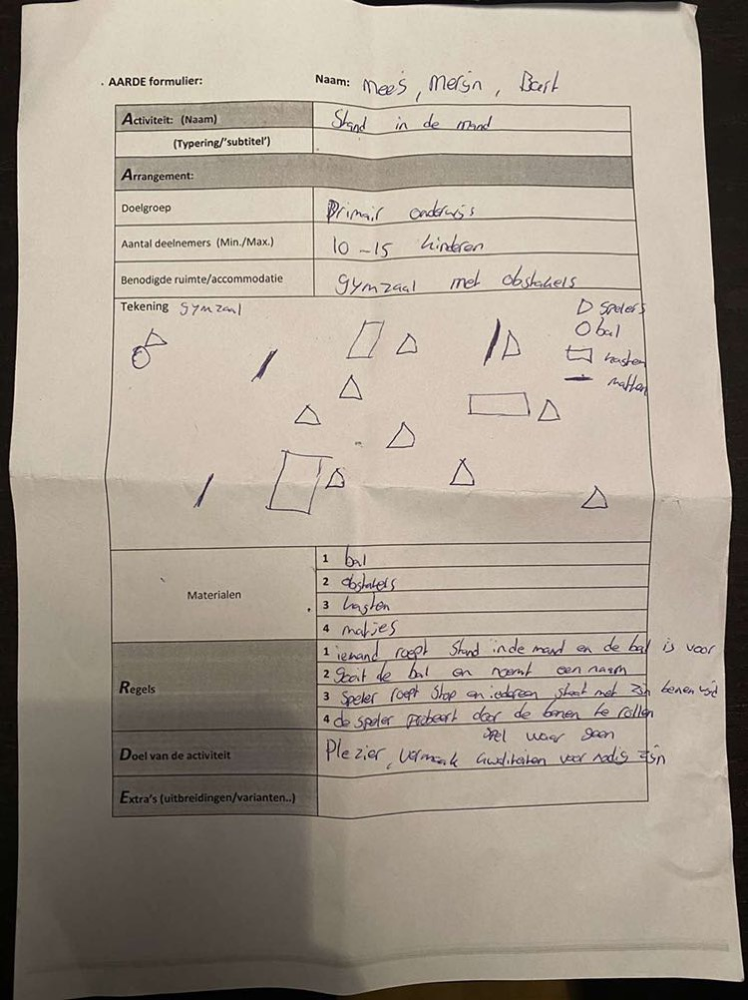 AARDE formulier: Naam: Mees, Merijn, Bart
Activiteit: (Naam) Stand in de mand
(Typering/'subtitel')
Arrangement:
Doelgroep Primair onderwijs
Aantal deelnemers (Min./Max.) 10-15 kinderen
Benodigde ruimte/accommodatie gymzaal met obstakels
Tekening gymzaal
spelers
bal
kasten
matten
Materialen
1 bal
2 obstakels
3 kasten
4 matjes
Regels
1 iemand roept Stand in de mand en de bal is voor
2 gooit de bal en noemt een naam
3 Speler roept Stop en iedereen staat met zijn benen wijd
4 de speler probeert door de benen te rollen
Doel van de activiteit
spel waar geen
Plezier, vermaak kwaliteiten voor nodig zijn
Extra's (uitbreidingen/varianten..)